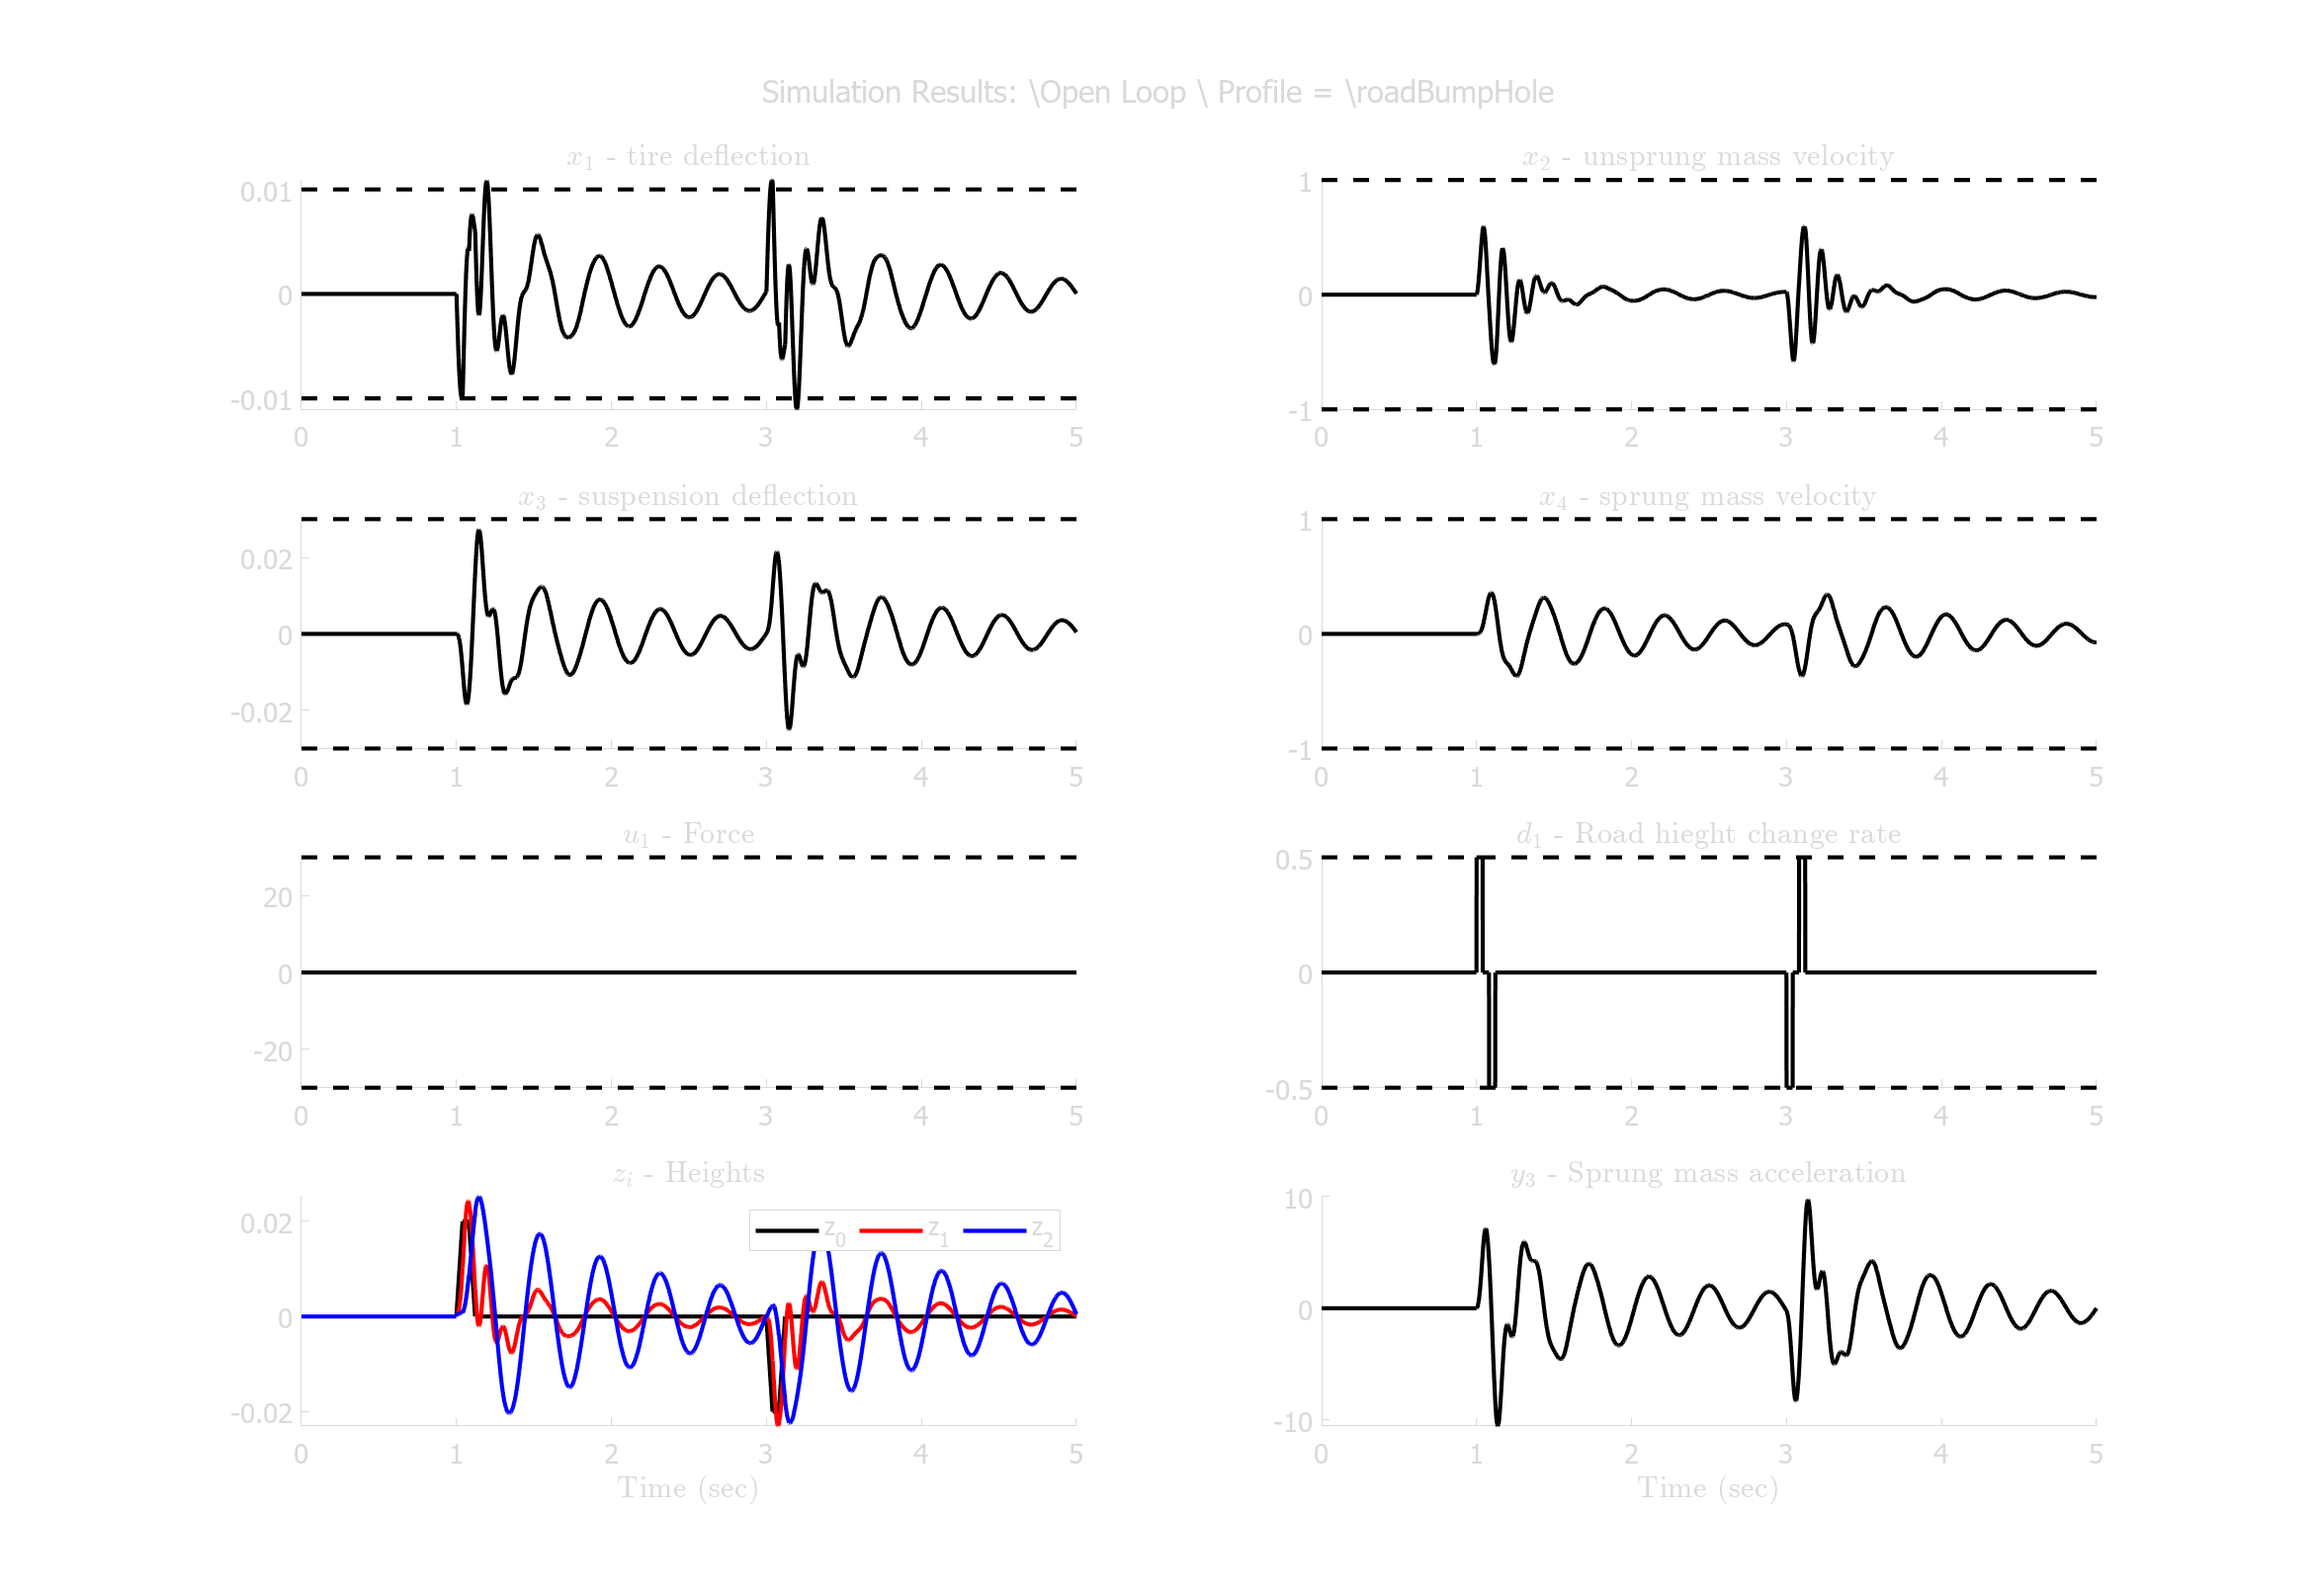 Simulation Results: \Open Loop \ Profile = \roadBumpHole
x₁ - tire deflection
0.01
0
-0.01
0 1 2 3 4 5
x₂ - unsprung mass velocity
1
0
-1
0 1 2 3 4 5
x₃ - suspension deflection
0.02
0
-0.02
0 1 2 3 4 5
x₄ - sprung mass velocity
1
0
-1
0 1 2 3 4 5
u₁ - Force
20
0
-20
0 1 2 3 4 5
d₁ - Road hieght change rate
0.5
0
-0.5
0 1 2 3 4 5
zᵢ - Heights
z₀ z₁ z₂
0.02
0
-0.02
0 1 2 3 4 5
Time (sec)
y₃ - Sprung mass acceleration
10
0
-10
0 1 2 3 4 5
Time (sec)